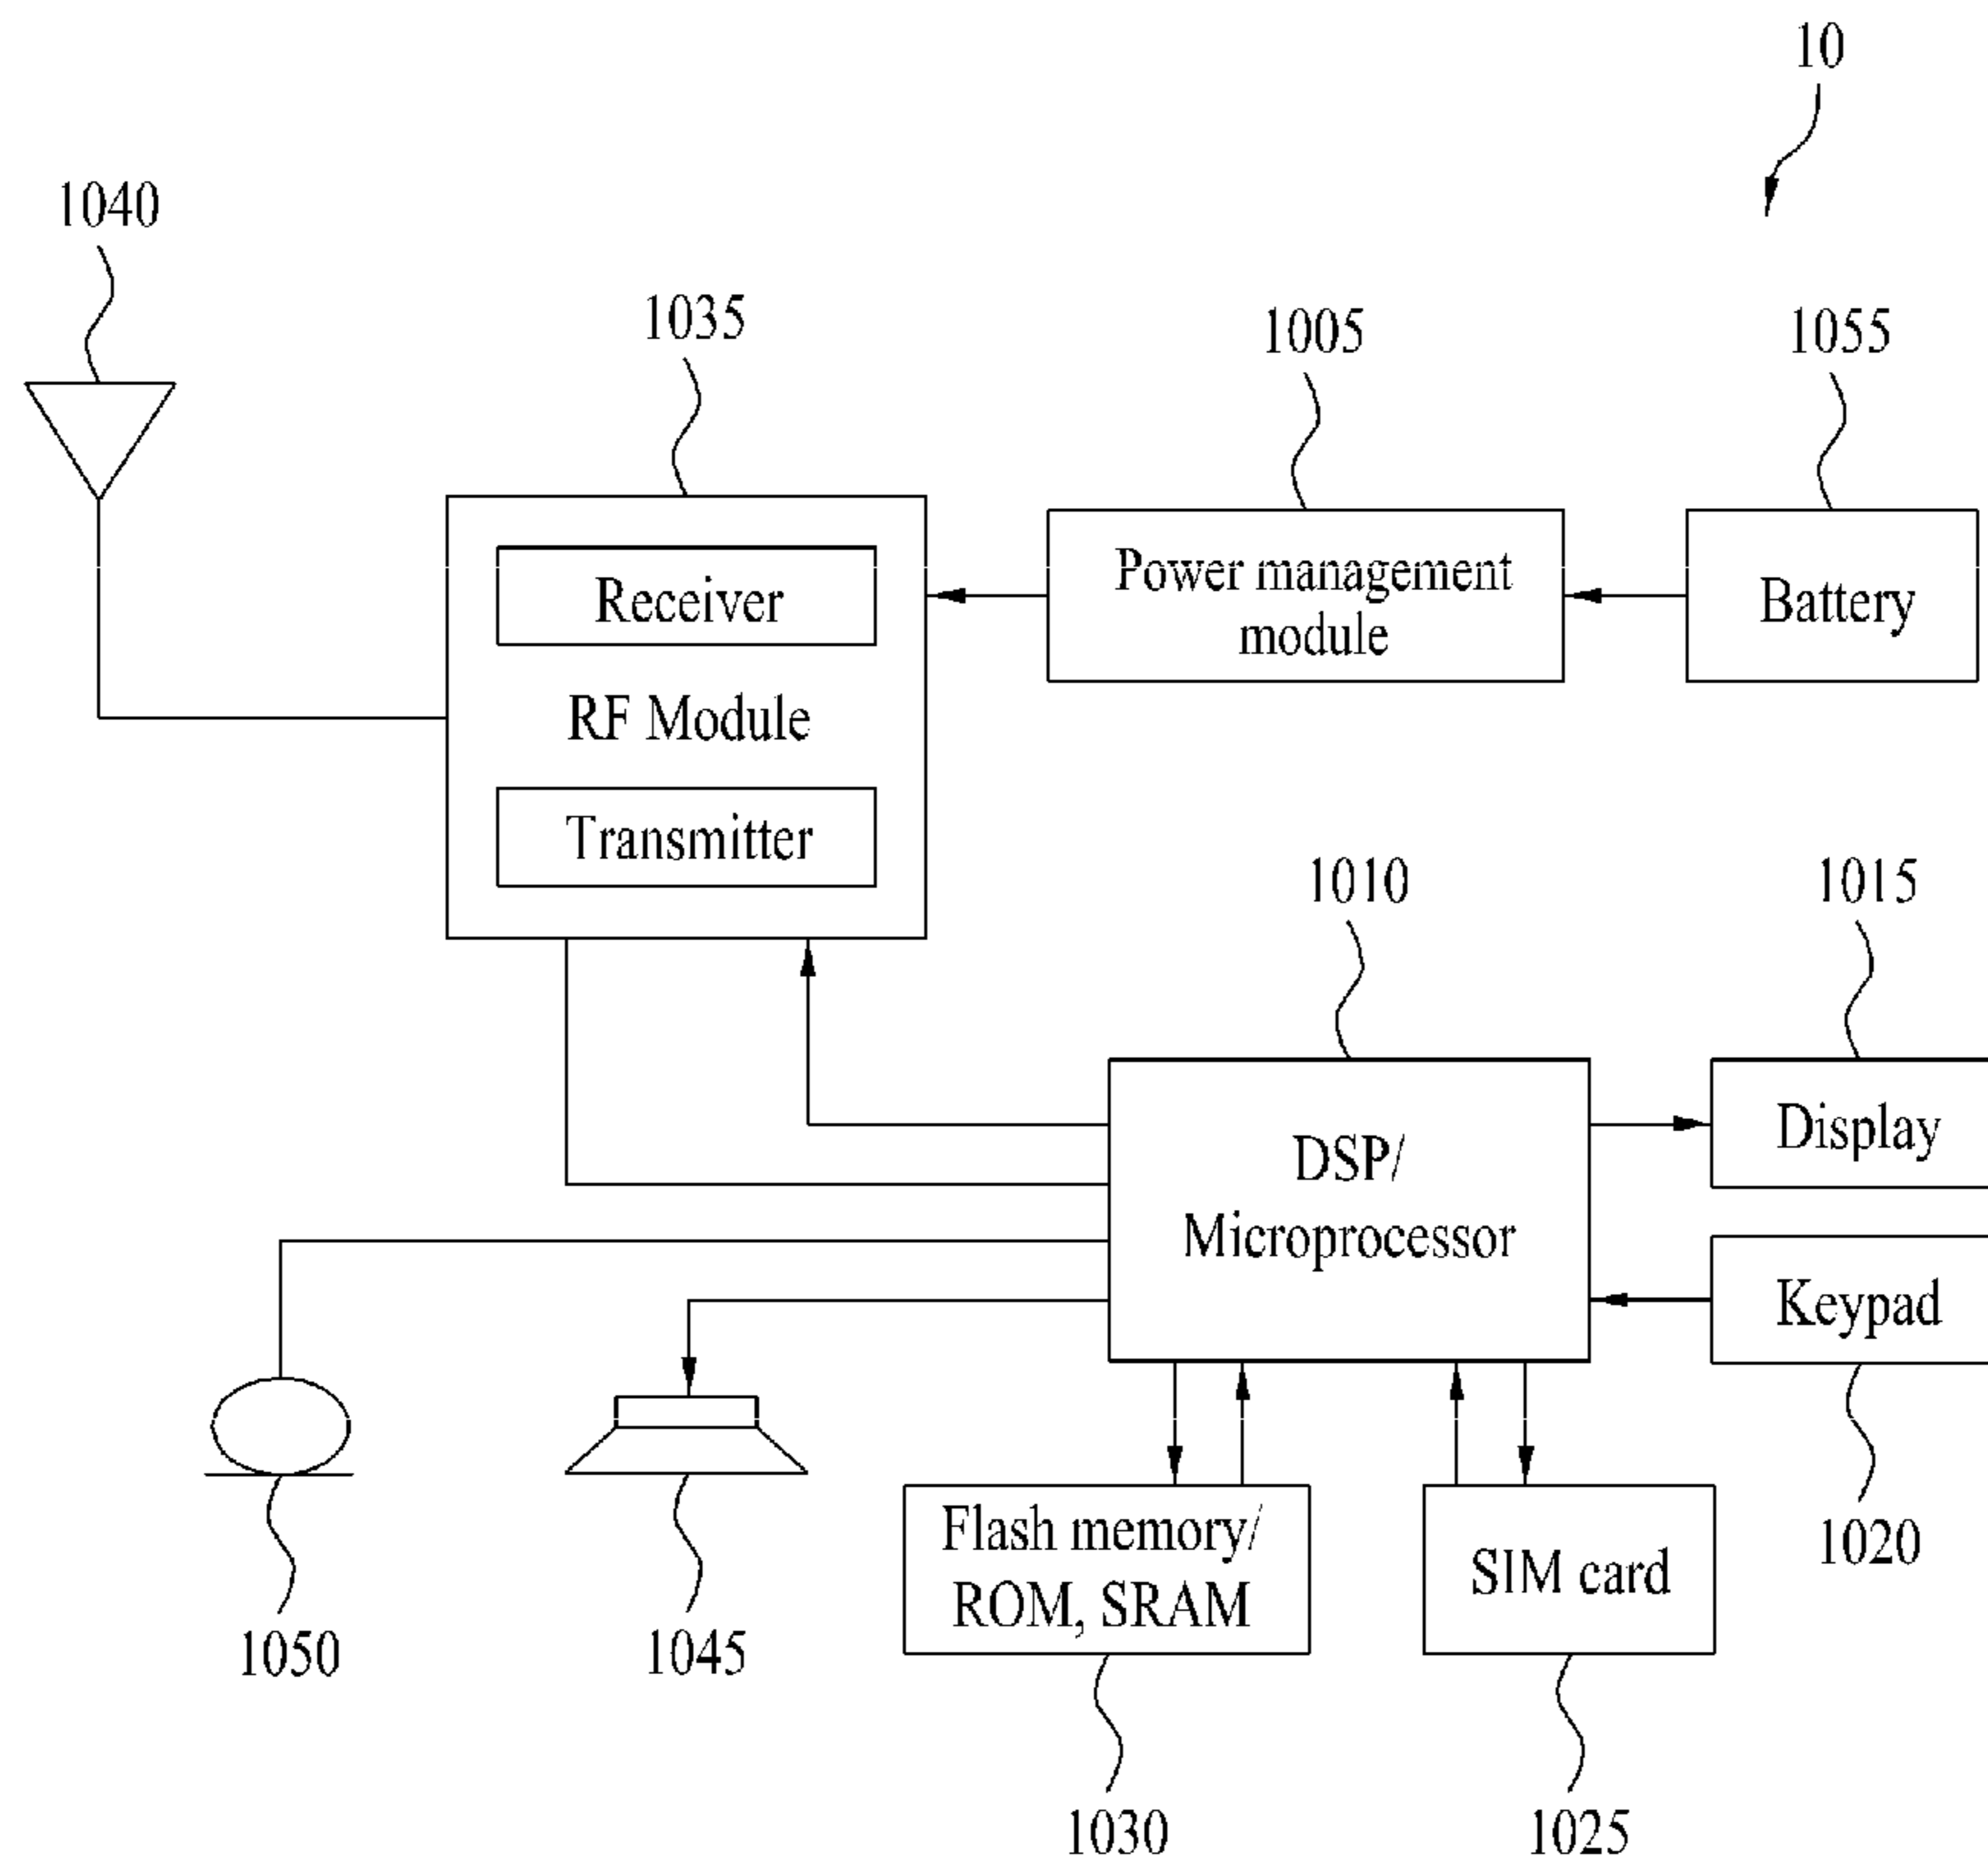 10
1040
1035
1005
1055
Receiver
RF Module
Transmitter
Power management
module
Battery
1010
1015
DSP/
Microprocessor
Display
Keypad
1020
Flash memory/
ROM, SRAM
SIM card
1050
1045
1030
1025